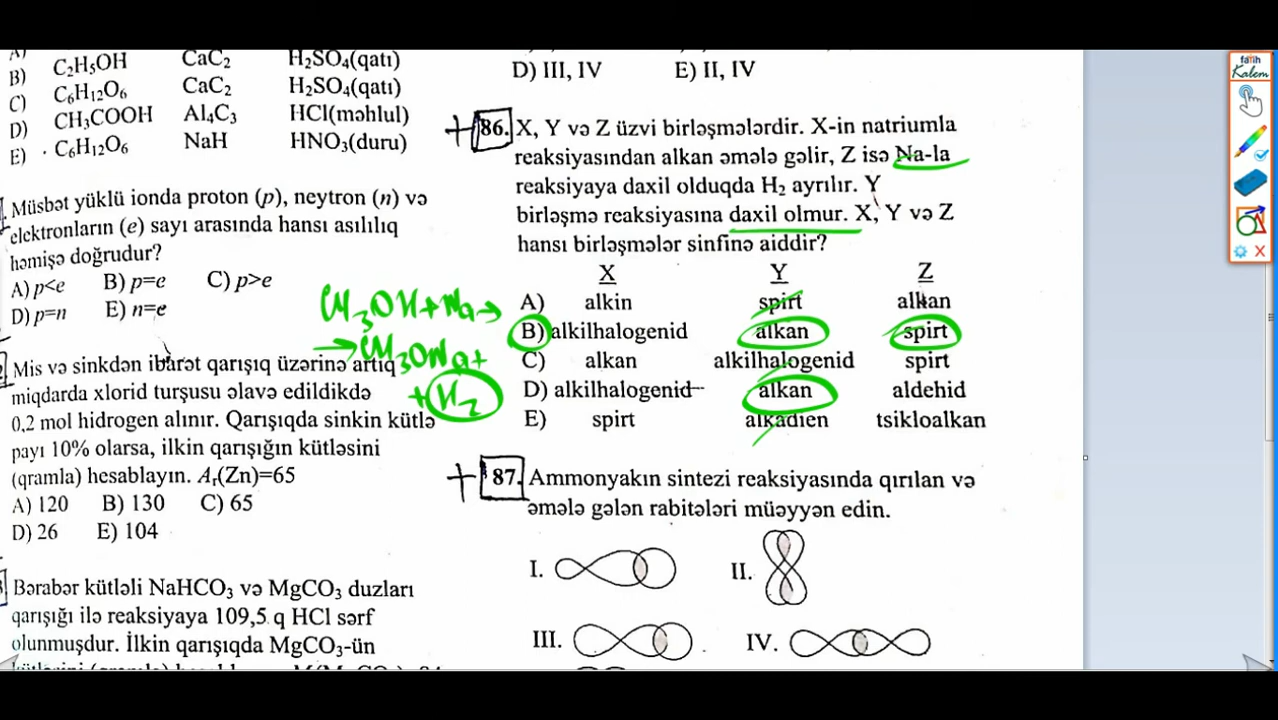 B) C₂H₅OH CaC₂ H₂SO₄(qatı)
C) C₆H₁₂O₆ CaC₂ H₂SO₄(qatı)
D) CH₃COOH Al₄C₃ HCl(məhlul)
E) C₆H₁₂O₆ NaH HNO₃(duru)
Müsbət yüklü ionda proton (p), neytron (n) və
elektronların (e) sayı arasında hansı asılılıq
həmişə doğrudur?
A) p<e B) p=e C) p>e
D) p=n E) n=e
Mis və sinkdən ibarət qarışıq üzərinə artıq
miqdarda xlorid turşusu əlavə edildikdə
0,2 mol hidrogen alınır. Qarışıqda sinkin kütlə
payı 10% olarsa, ilkin qarışığın kütləsini
(qramla) hesablayın. Aᵣ(Zn)=65
A) 120 B) 130 C) 65
D) 26 E) 104
Bərabər kütləli NaHCO₃ və MgCO₃ duzları
qarışığı ilə reaksiyaya 109,5 q HCl sərf
olunmuşdur. İlkin qarışıqda MgCO₃-ün
CH₃OH+Na→
→CH₃ONa+
+H₂
D) III, IV E) II, IV
+ 86. X, Y və Z üzvi birləşmələrdir. X-in natriumla
reaksiyasından alkan əmələ gəlir, Z isə Na-la
reaksiyaya daxil olduqda H₂ ayrılır. Y
birləşmə reaksiyasına daxil olmur. X, Y və Z
hansı birləşmələr sinfinə aiddir?
X Y Z
A) alkin spirt alkan
B) alkilhalogenid alkan spirt
C) alkan alkilhalogenid spirt
D) alkilhalogenid alkan aldehid
E) spirt alkadien tsikloalkan
+ 87. Ammonyakın sintezi reaksiyasında qırılan və
əmələ gələn rabitələri müəyyən edin.
I. II.
III. IV.
fatih
Kalem